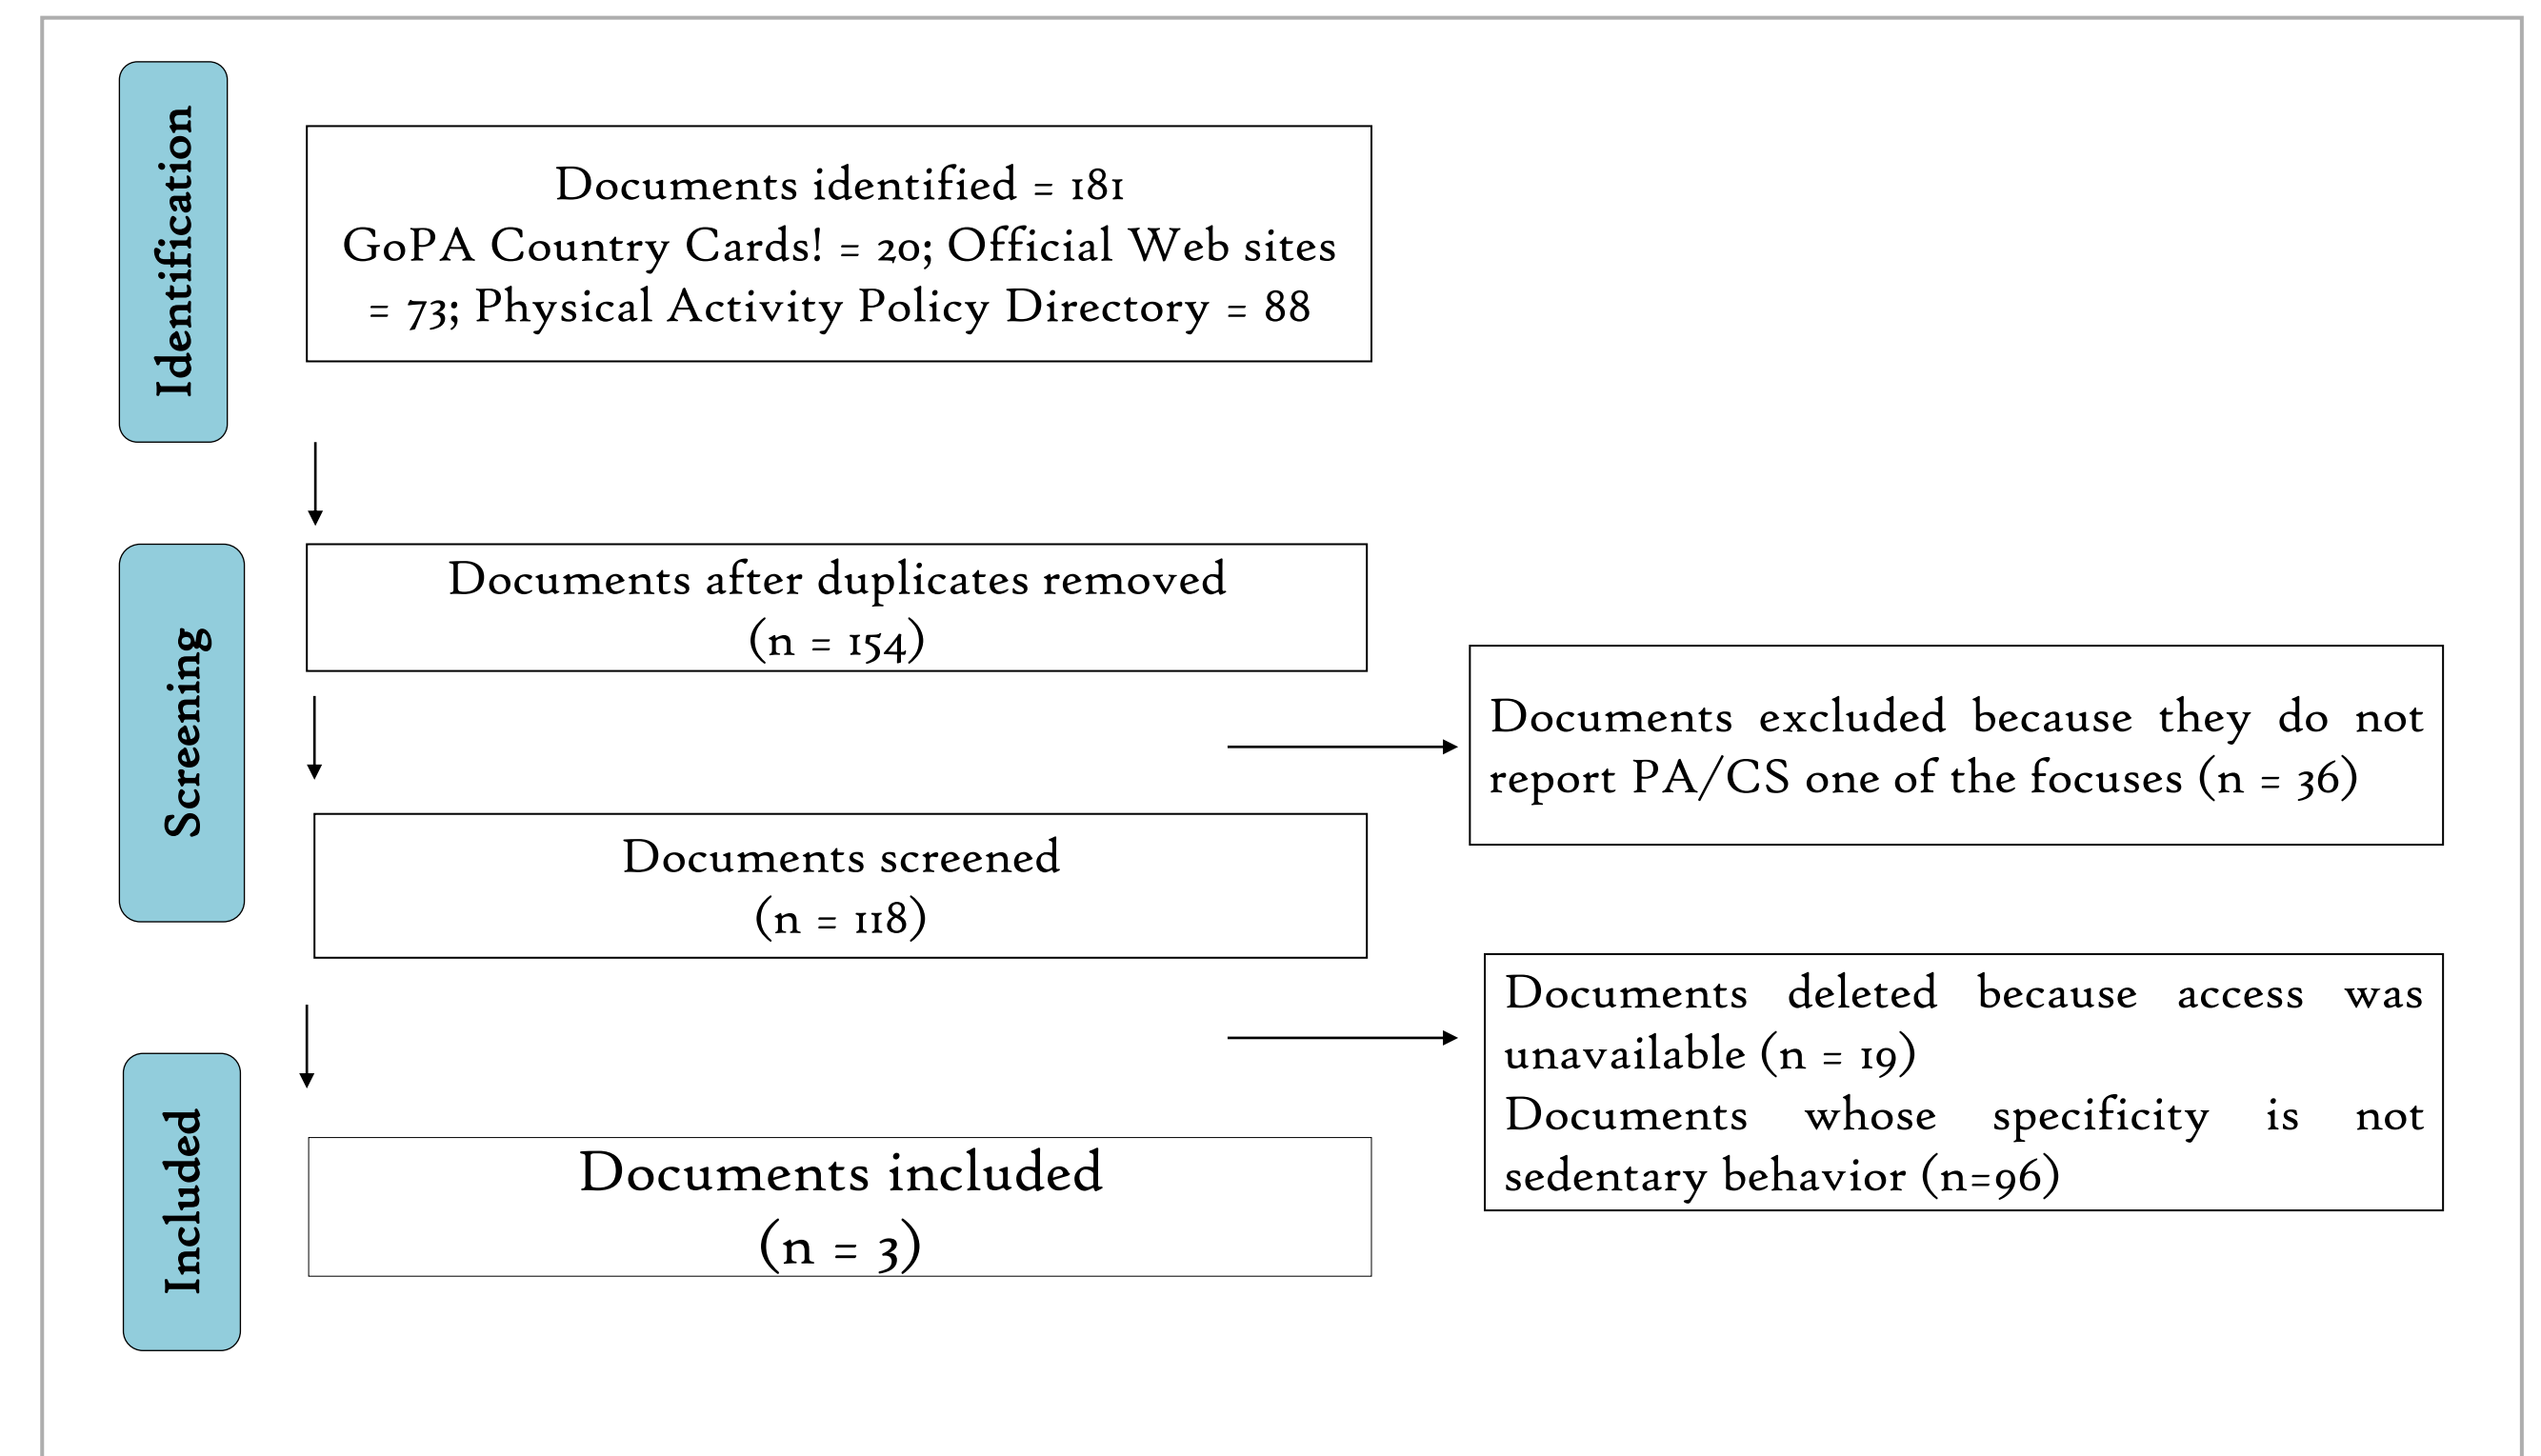 Identification
Documents identified = 181
GoPA Country Cards! = 20; Official Web sites
= 73; Physical Activity Policy Directory = 88
Screening
Documents after duplicates removed
(n = 154)
Documents excluded because they do not
report PA/CS one of the focuses (n = 36)
Documents screened
(n = 118)
Documents deleted because access was
unavailable (n = 19)
Documents whose specificity is not
sedentary behavior (n=96)
Included
Documents included
(n = 3)